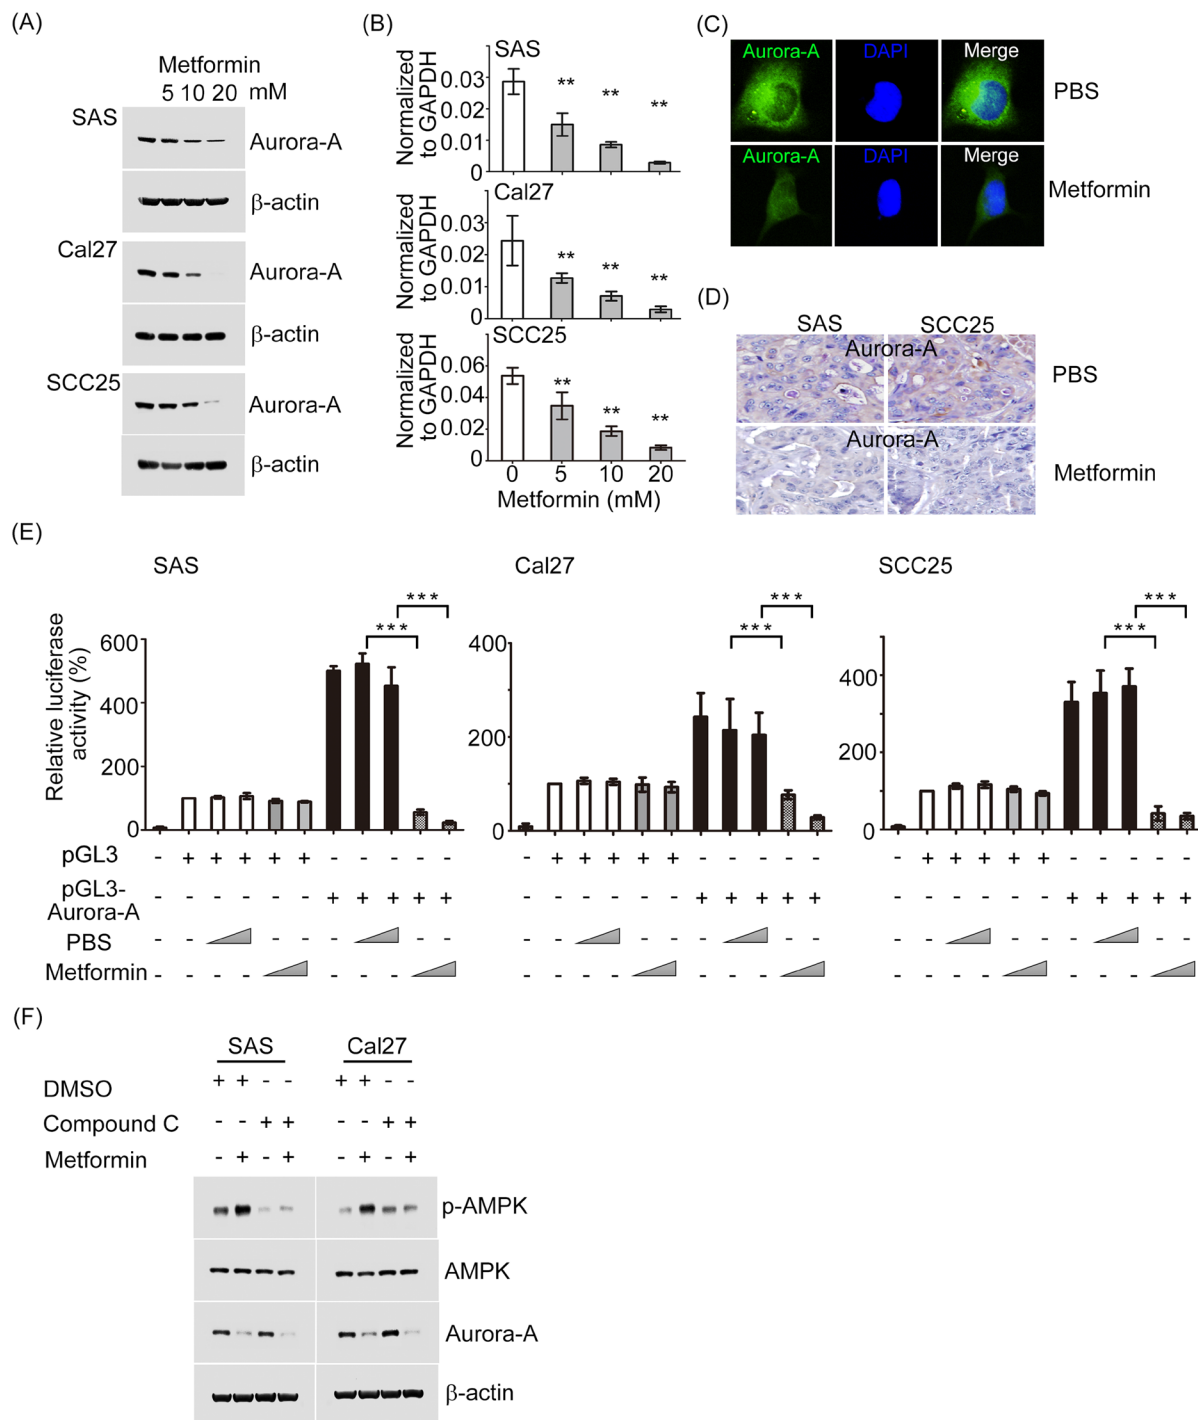 (A)
Metformin
5 10 20 mM
SAS
Aurora-A
β-actin
Cal27
Aurora-A
β-actin
SCC25
Aurora-A
β-actin
(B)
SAS
Normalized
to GAPDH
0.03
0.02
0.01
0
** ** **
Cal27
Normalized
to GAPDH
0.03
0.02
0.01
0
** ** **
SCC25
Normalized
to GAPDH
0.06
0.04
0.02
0
** ** **
0 5 10 20
Metformin (mM)
(C)
Aurora-A DAPI Merge
PBS
Aurora-A DAPI Merge
Metformin
(D)
SAS SCC25
Aurora-A
PBS
Aurora-A
Metformin
(E)
SAS
Cal27
SCC25
Relative luciferase
activity (%)
600
400
200
0
*** ***
400
200
0
*** ***
400
200
0
*** ***
pGL3 - + + + + + - - - - - - + + + + + - - - - - - + + + + + - - - - -
pGL3-
Aurora-A - - - - - - + + + + + - - - - - - + + + + + - - - - - - + + + + +
PBS - - - - - - - - - - - - - - - - - - - - -
Metformin - - - - - - - - - - - - - - - - - - - - -
(F)
SAS Cal27
DMSO + + - - + + - -
Compound C - - + + - - + +
Metformin - + - + - + - +
p-AMPK
AMPK
Aurora-A
β-actin